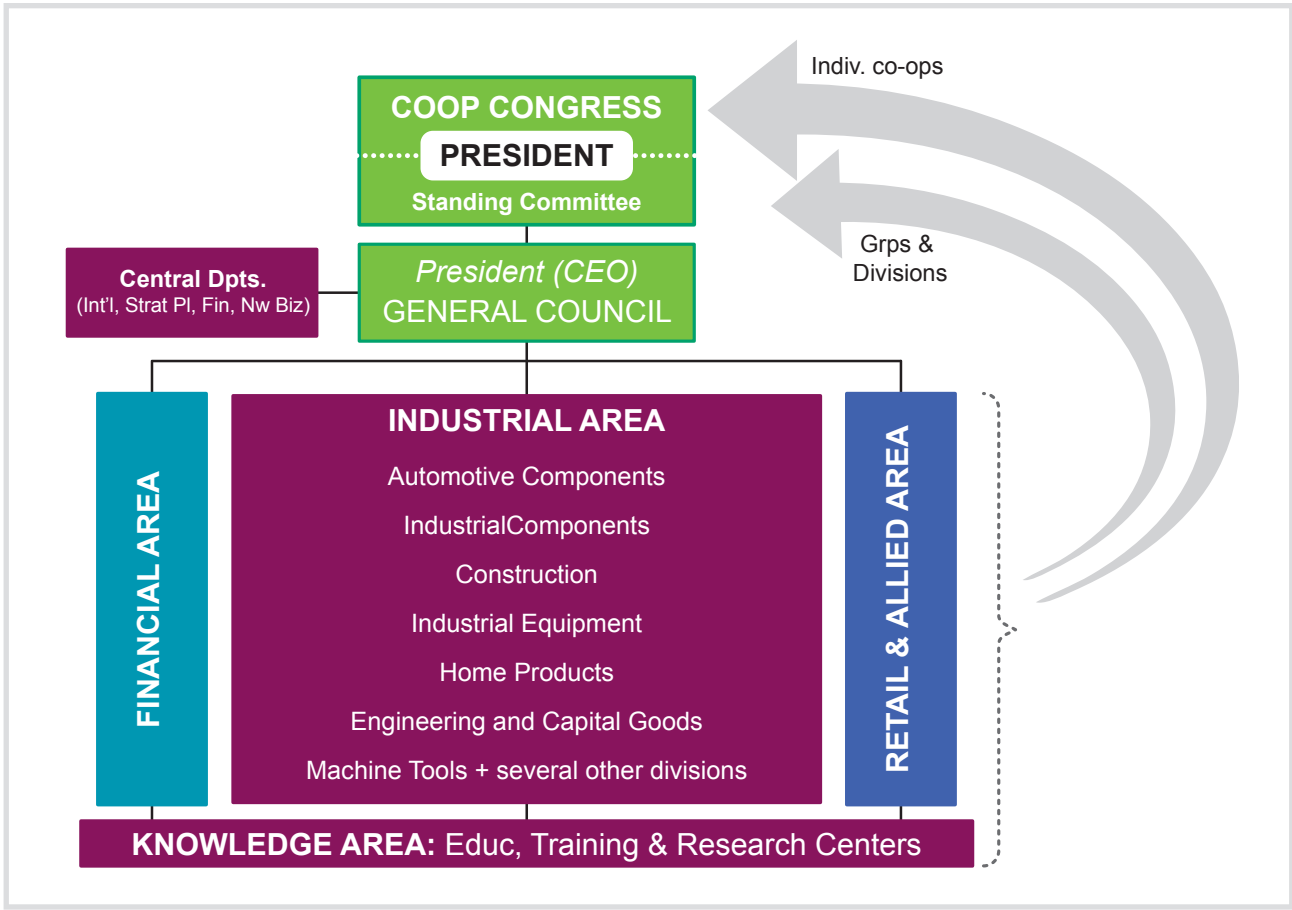 Indiv. co-ops
COOP CONGRESS
PRESIDENT
Standing Committee
Grps &
Divisions
Central Dpts.
(Int'l, Strat Pl, Fin, Nw Biz)
President (CEO)
GENERAL COUNCIL
FINANCIAL AREA
INDUSTRIAL AREA
Automotive Components
IndustrialComponents
Construction
Industrial Equipment
Home Products
Engineering and Capital Goods
Machine Tools + several other divisions
RETAIL & ALLIED AREA
KNOWLEDGE AREA: Educ, Training & Research Centers